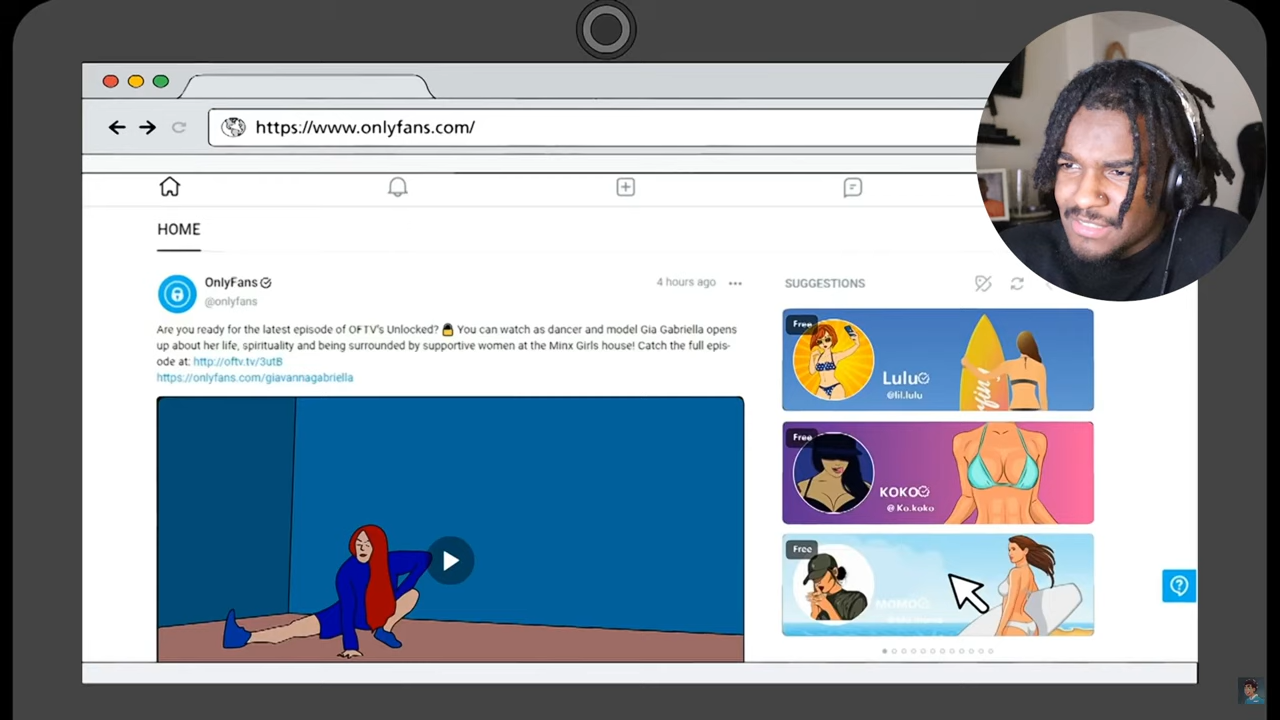 https://www.onlyfans.com/
HOME
OnlyFans
@onlyfans
4 hours ago
Are you ready for the latest episode of OFTV's Unlocked? 🔒 You can watch as dancer and model Gia Gabriella opens
up about her life, spirituality and being surrounded by supportive women at the Minx Girls house! Catch the full epis-
ode at: http://oftv.tv/3utB
https://onlyfans.com/giavannagabriella
SUGGESTIONS
Free
Lulu
@lil.lulu
surfin'
Free
KOKO
@Ko.koko
Free
MOMO